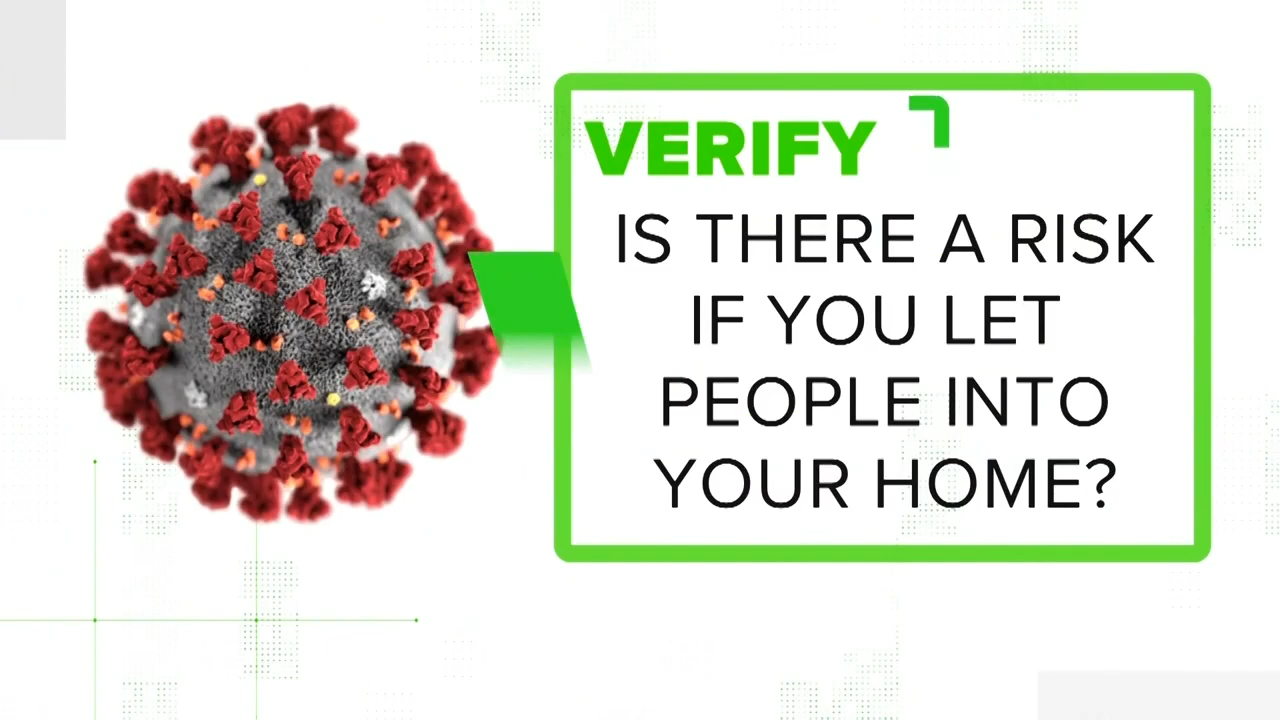 VERIFY
IS THERE A RISK
IF YOU LET
PEOPLE INTO
YOUR HOME?